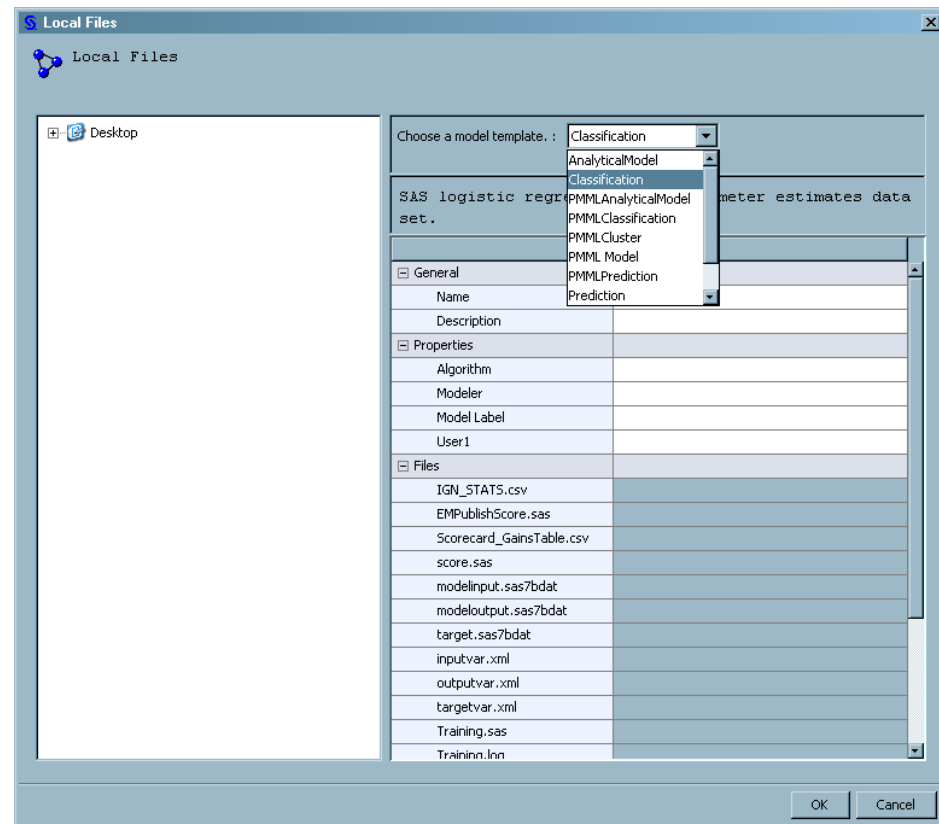 Local Files
Local Files
Desktop
Choose a model template. : Classification
AnalyticalModel
Classification
PMMLAnalyticalModel
PMMLClassification
PMMLCluster
PMML Model
PMMLPrediction
Prediction
SAS logistic regre meter estimates data
set.
General
Name
Description
Properties
Algorithm
Modeler
Model Label
User1
Files
IGN_STATS.csv
EMPublishScore.sas
Scorecard_GainsTable.csv
score.sas
modelinput.sas7bdat
modeloutput.sas7bdat
target.sas7bdat
inputvar.xml
outputvar.xml
targetvar.xml
Training.sas
Training.log
OK Cancel